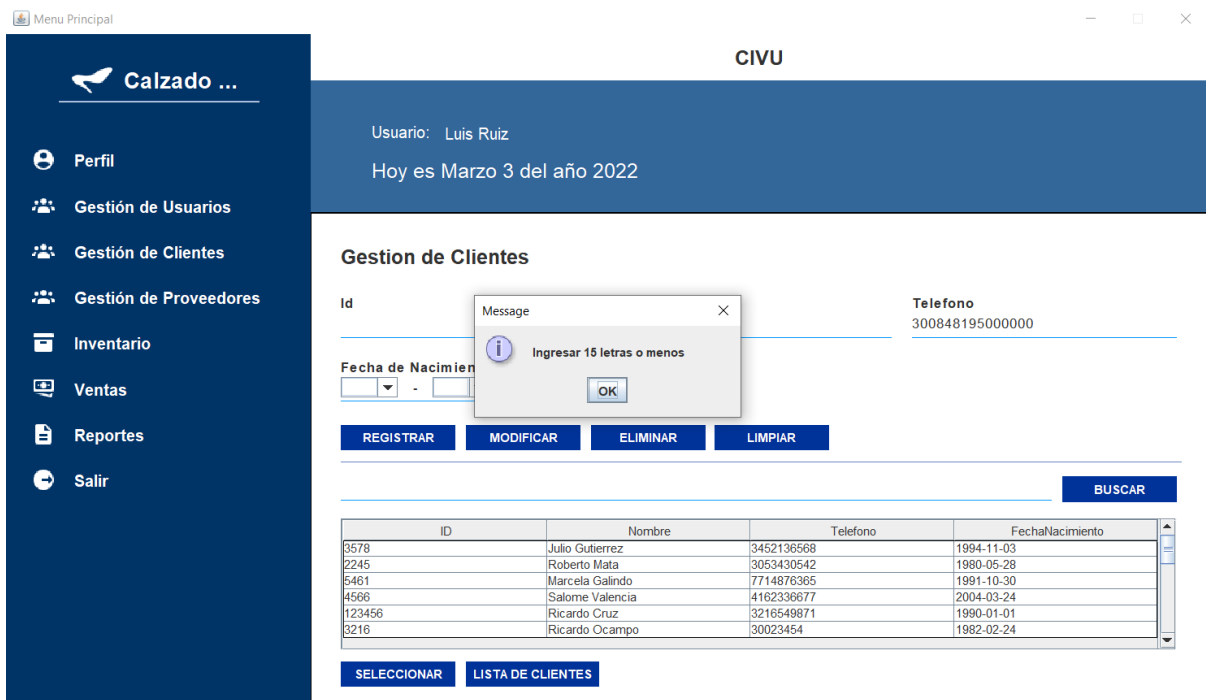 Menu Principal
Calzado ...
Perfil
Gestión de Usuarios
Gestión de Clientes
Gestión de Proveedores
Inventario
Ventas
Reportes
Salir
CIVU
Usuario: Luis Ruiz
Hoy es Marzo 3 del año 2022
Gestion de Clientes
Id
Telefono
300848195000000
Fecha de Nacimien
-
Message
Ingresar 15 letras o menos
OK
REGISTRAR MODIFICAR ELIMINAR LIMPIAR
BUSCAR
ID Nombre Telefono FechaNacimiento
3578 Julio Gutierrez 3452136568 1994-11-03
2245 Roberto Mata 3053430542 1980-05-28
5461 Marcela Galindo 7714876365 1991-10-30
4566 Salome Valencia 4162336677 2004-03-24
123456 Ricardo Cruz 3216549871 1990-01-01
3216 Ricardo Ocampo 30023454 1982-02-24
SELECCIONAR LISTA DE CLIENTES